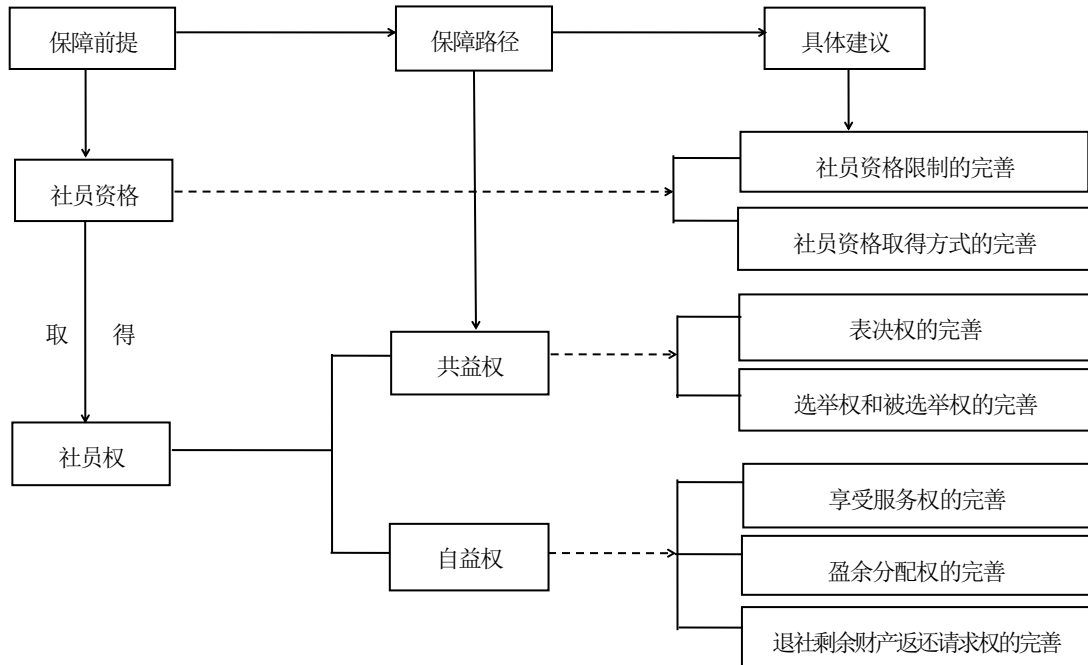 保障前提
保障路径
具体建议
社员资格
社员资格限制的完善
社员资格取得方式的完善
取 得
共益权
表决权的完善
选举权和被选举权的完善
社员权
自益权
享受服务权的完善
盈余分配权的完善
退社剩余财产返还请求权的完善